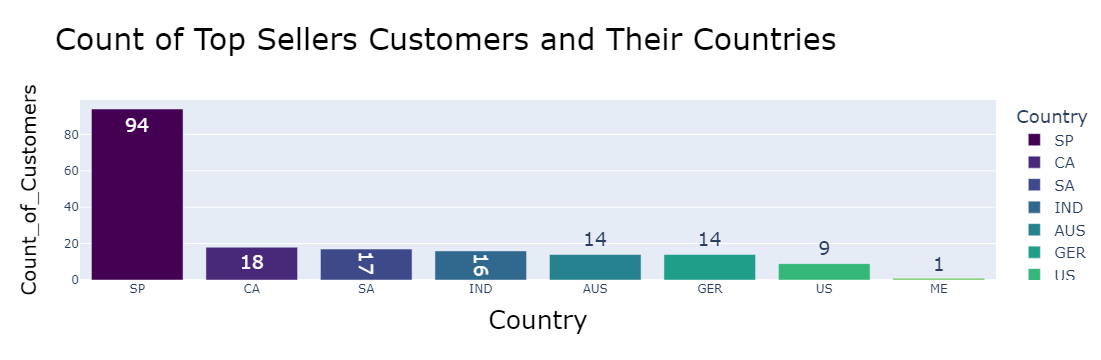 Count of Top Sellers Customers and Their Countries
Count_of_Customers
80
60
40
20
0
94
18
17
16
14
14
9
1
SP
CA
SA
IND
AUS
GER
US
ME
Country
Country
SP
CA
SA
IND
AUS
GER
US